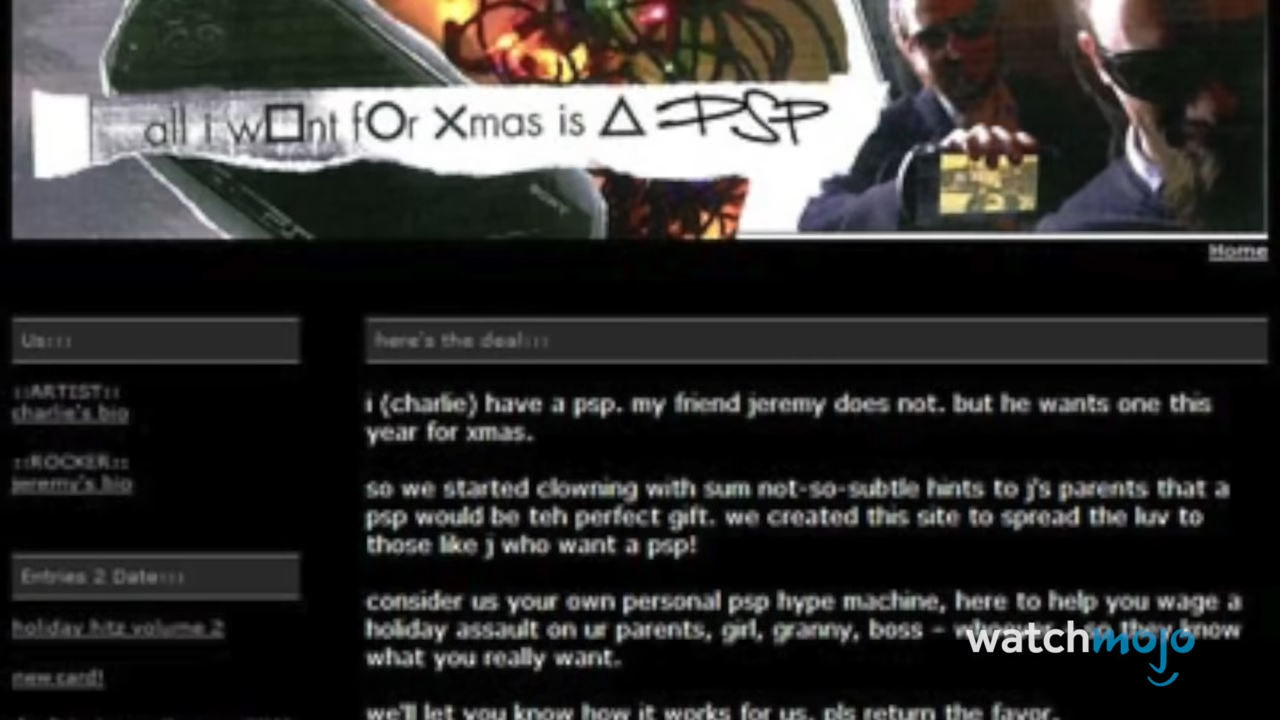 all i w□nt fOr Xmas is △ PSP
SONY
Home
Us:::
here's the deal:::
::ARTIST::
charlie's bio
i (charlie) have a psp. my friend jeremy does not. but he wants one this
year for xmas.
::ROCKER::
jeremy's bio
so we started clowning with sum not-so-subtle hints to j's parents that a
psp would be teh perfect gift. we created this site to spread the luv to
those like j who want a psp!
Entries 2 Date:::
holiday hitz volume 2
new card!
consider us your own personal psp hype machine, here to help you wage a
holiday assault on ur parents, girl, granny, boss – so they know
what you really want.
we'll let you know how it works for us. pls return the favor.
watchmojo